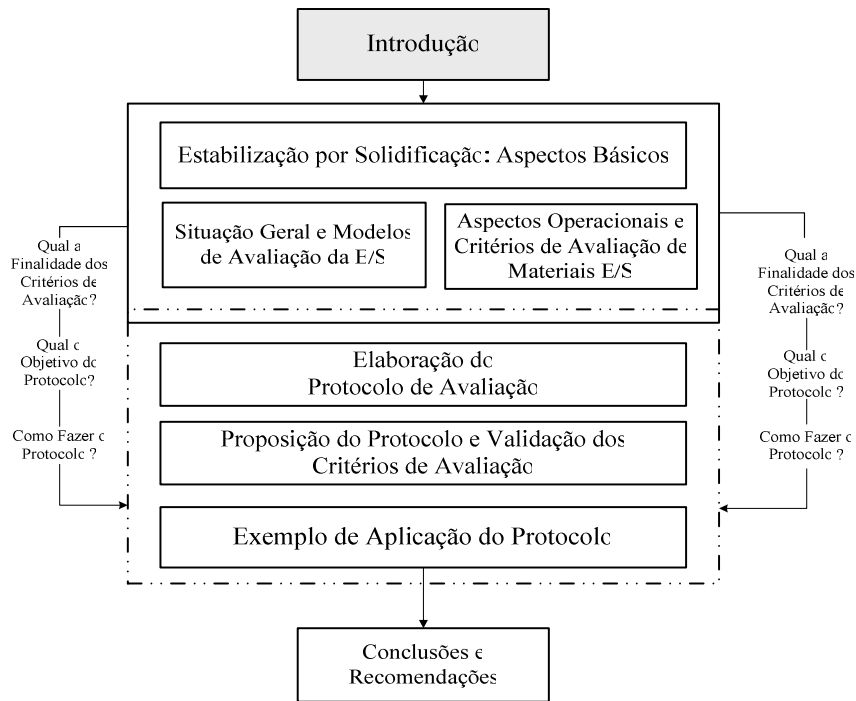 Introdução
Estabilização por Solidificação: Aspectos Básicos
Situação Geral e Modelos
de Avaliação da E/S
Aspectos Operacionais e
Critérios de Avaliação de
Materiais E/S
Qual a
Finalidade dos
Critérios de
Avaliação?
Qual o
Objetivo do
Protocolo?
Como Fazer o
Protocolo ?
Qual a
Finalidade dos
Critérios de
Avaliação?
Qual o
Objetivo do
Protocolo ?
Como Fazer o
Protocolo ?
Elaboração do
Protocolo de Avaliação
Proposição do Protocolo e Validação dos
Critérios de Avaliação
Exemplo de Aplicação do Protocolo
Conclusões e
Recomendações